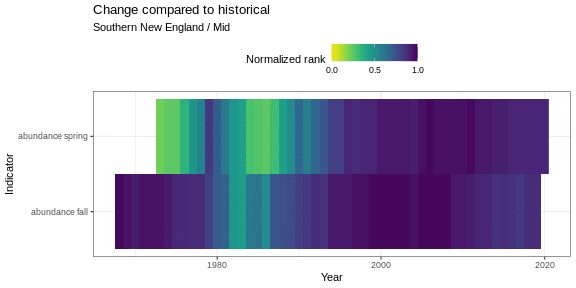 Change compared to historical
Southern New England / Mid
Normalized rank
0.0 0.5 1.0
abundance spring
abundance fall
Indicator
1980 2000 2020
Year